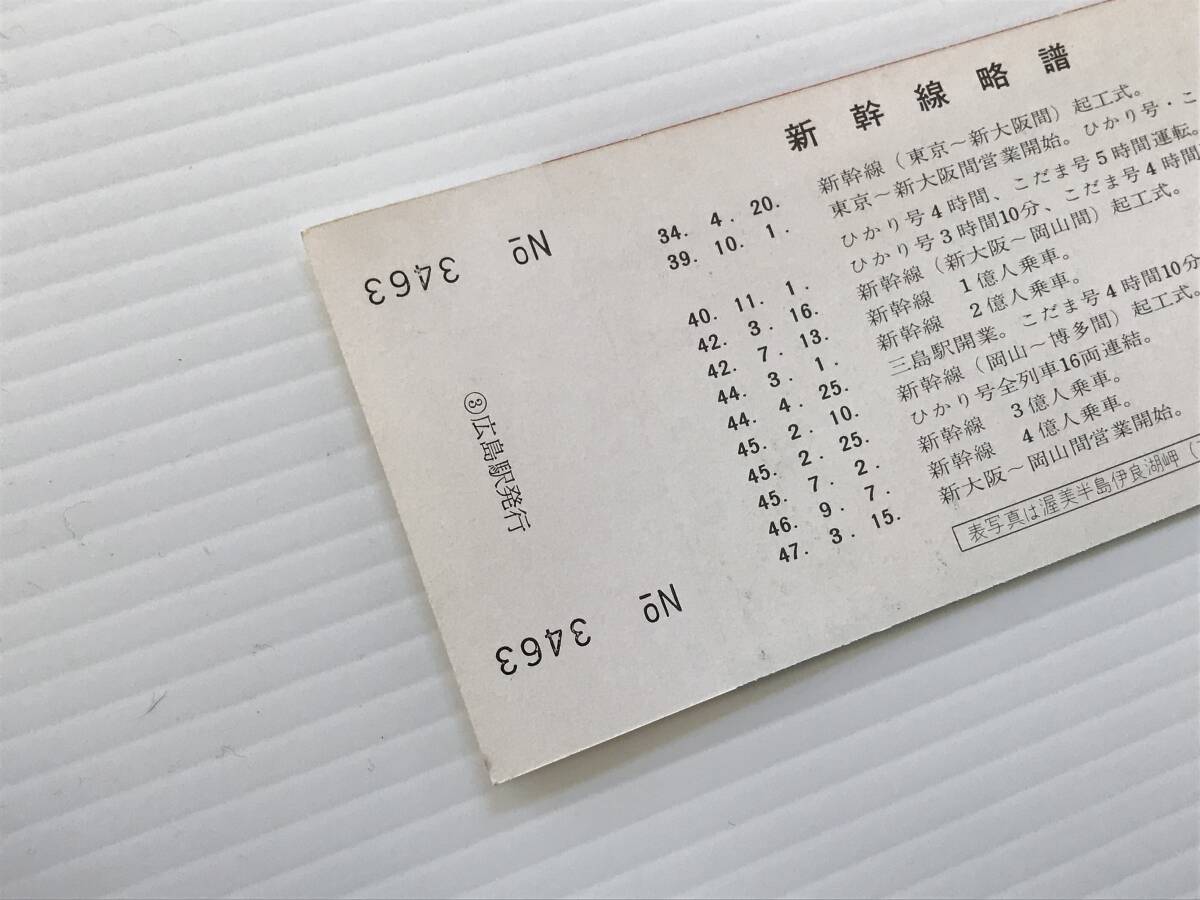 新幹線略譜
34. 4. 20. 新幹線（東京～新大阪間）起工式。
39. 10. 1. 東京～新大阪間営業開始。ひかり号・こ
ひかり号4時間、こだま号5時間運転。
40. 11. 1. ひかり号3時間10分、こだま号4時間
42. 3. 16. 新幹線（新大阪～岡山間）起工式。
42. 7. 13. 新幹線 1億人乗車。
44. 3. 1. 新幹線 2億人乗車。
44. 4. 25. 三島駅開業。こだま号4時間10分
45. 2. 10. 新幹線（岡山～博多間）起工式。
45. 2. 25. ひかり号全列車16両連結。
45. 7. 2. 新幹線 3億人乗車。
46. 9. 7. 新幹線 4億人乗車。
47. 3. 15. 新大阪～岡山間営業開始。
表写真は渥美半島伊良湖岬（
№ 3463
③広島駅発行
№ 3463